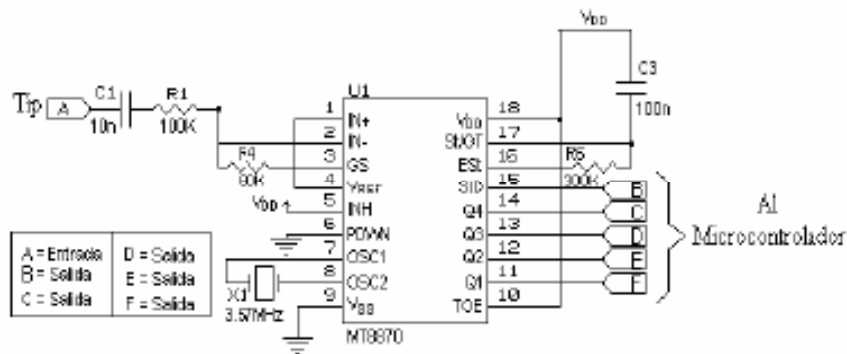 VDD
C3
100n
U1
Tip
A
C1
10n
R1
100K
R4
1 IN+
2 IN-
3 GS
4 VREF
5 INH
6 PDWN
7 OSC1
8 OSC2
9 VSS
VDD
X1
3.57MHz
VDD 18
St/GT 17
ESt 16
SID 15
Q4 14
Q3 13
Q2 12
Q1 11
TOE 10
300K
B
C
D
E
F
Al
Microcontrolador
A = Entrada
B = Salida
C = Salida
D = Salida
E = Salida
F = Salida
MT8870